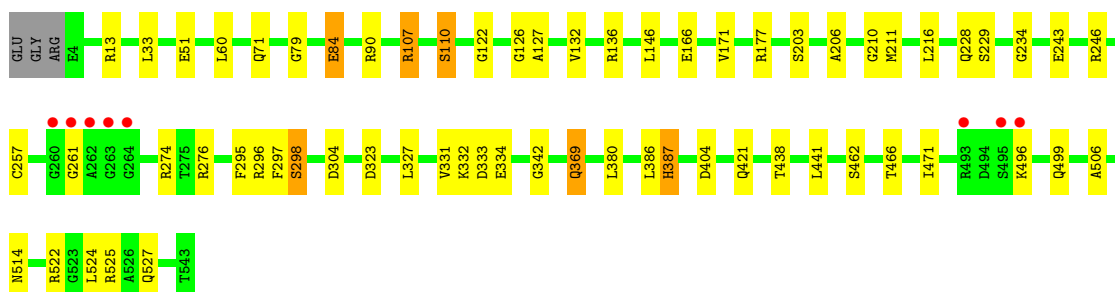 GLU GLY ARG E4 R13 L33 E51 L60 Q71 G79 E84 R90 R107 S110 G122 G126 A127 V132 R136 L146 E166 V171 R177 S203 A206 G210 M211 L216 Q228 S229 G234 E243 R246
C257 G260 G261 A262 G263 G264 R274 T275 R276 F295 R296 F297 S298 D304 D323 L327 V331 K332 D333 E334 G342 Q369 L380 L386 H387 D404 Q421 T438 L441 S462 T466 I471 R493 D494 S495 K496 Q499 A506
N514 R522 G523 L524 R525 A526 Q527 T543